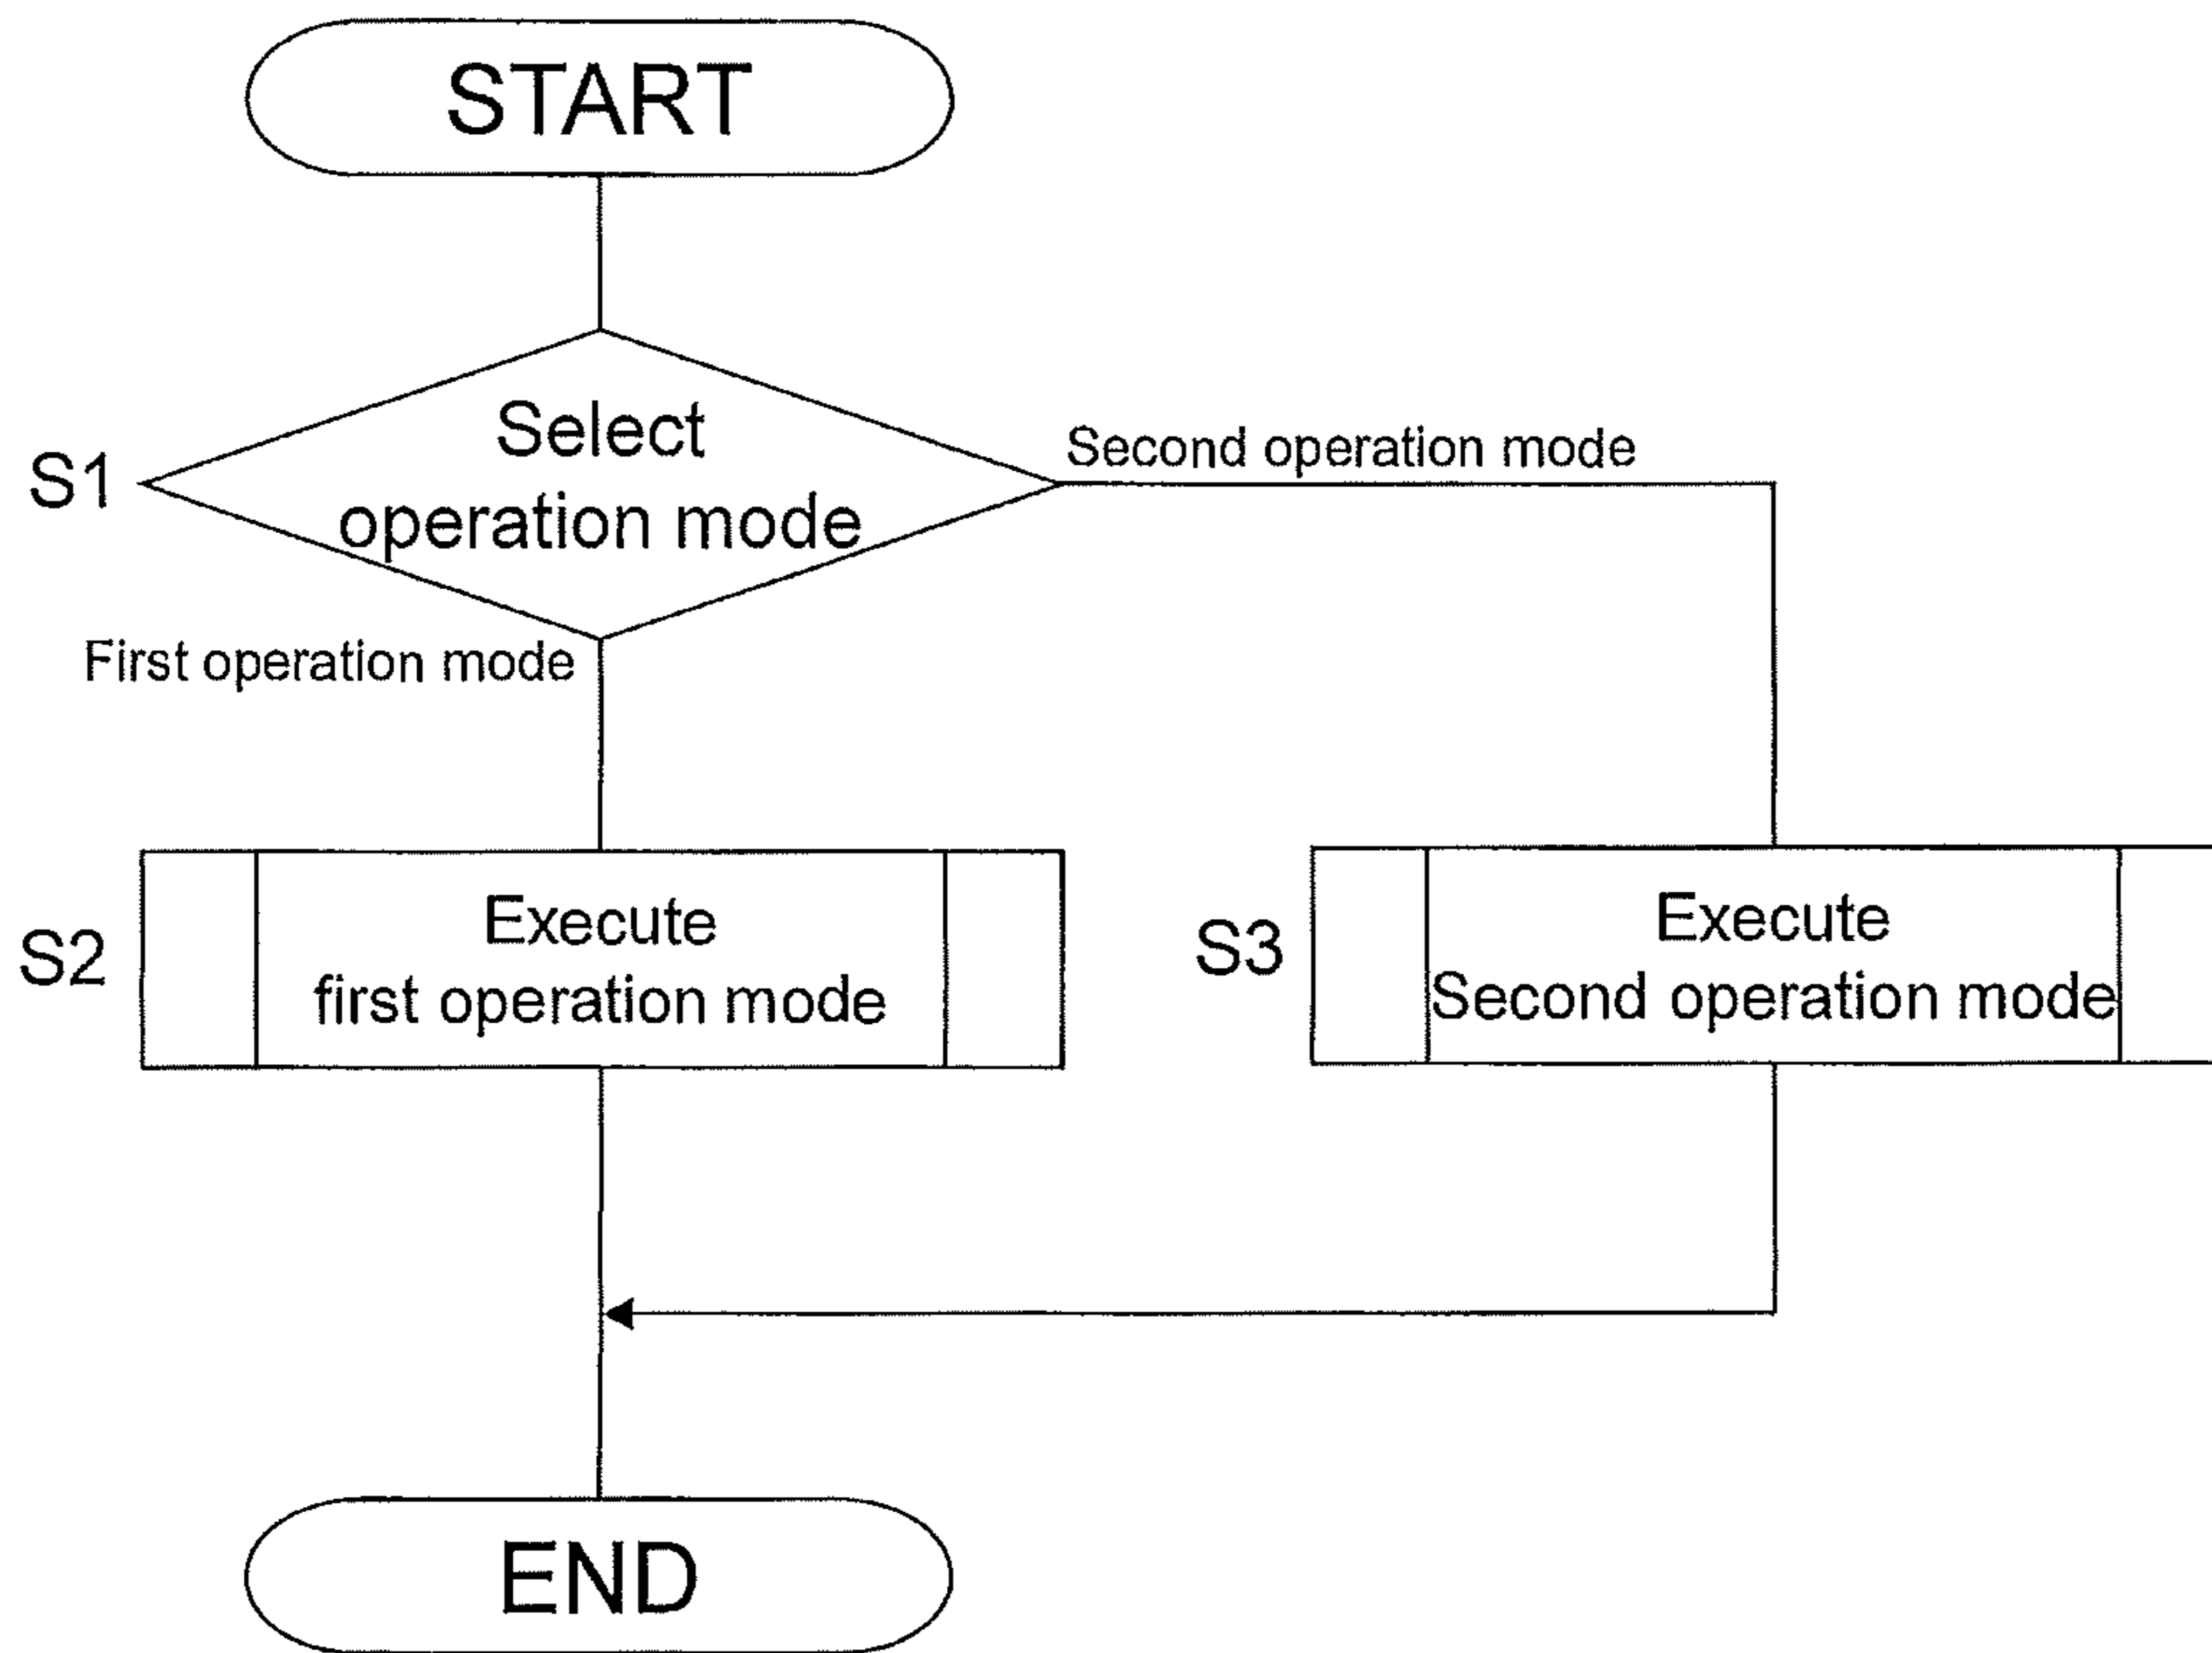 START
S1
Select
operation mode
Second operation mode
First operation mode
S2
Execute
first operation mode
S3
Execute
Second operation mode
END